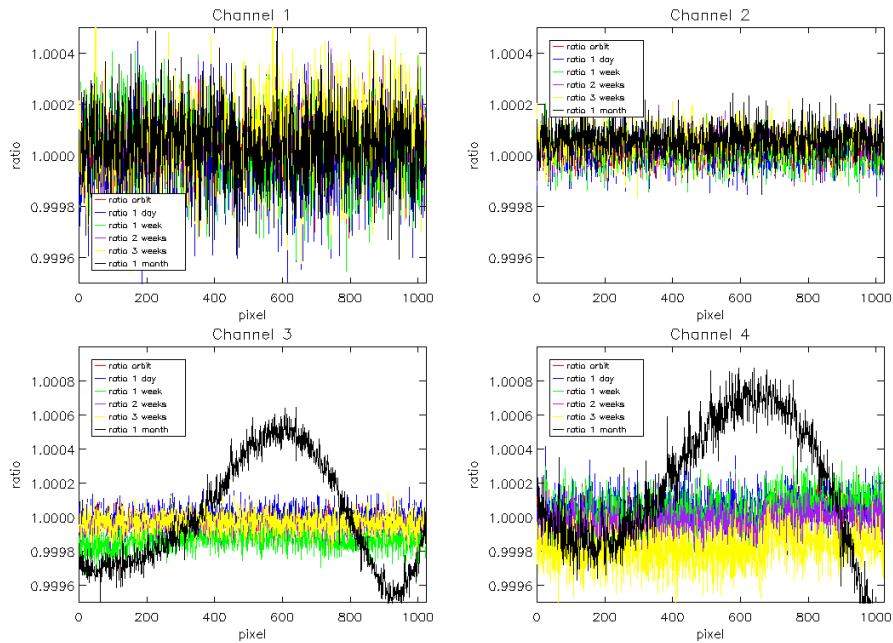 Channel 1
1.0004
1.0002
1.0000
0.9998
0.9996
ratio
ratio orbit
ratio 1 day
ratio 1 week
ratio 2 weeks
ratio 3 weeks
ratio 1 month
0 200 400 600 800 1000
pixel
Channel 2
1.0004
1.0002
1.0000
0.9998
0.9996
ratio
ratio orbit
ratio 1 day
ratio 1 week
ratio 2 weeks
ratio 3 weeks
ratio 1 month
0 200 400 600 800 1000
pixel
Channel 3
1.0008
1.0006
1.0004
1.0002
1.0000
0.9998
0.9996
ratio
ratio orbit
ratio 1 day
ratio 1 week
ratio 2 weeks
ratio 3 weeks
ratio 1 month
0 200 400 600 800 1000
pixel
Channel 4
1.0008
1.0006
1.0004
1.0002
1.0000
0.9998
0.9996
ratio
ratio orbit
ratio 1 day
ratio 1 week
ratio 2 weeks
ratio 3 weeks
ratio 1 month
0 200 400 600 800 1000
pixel